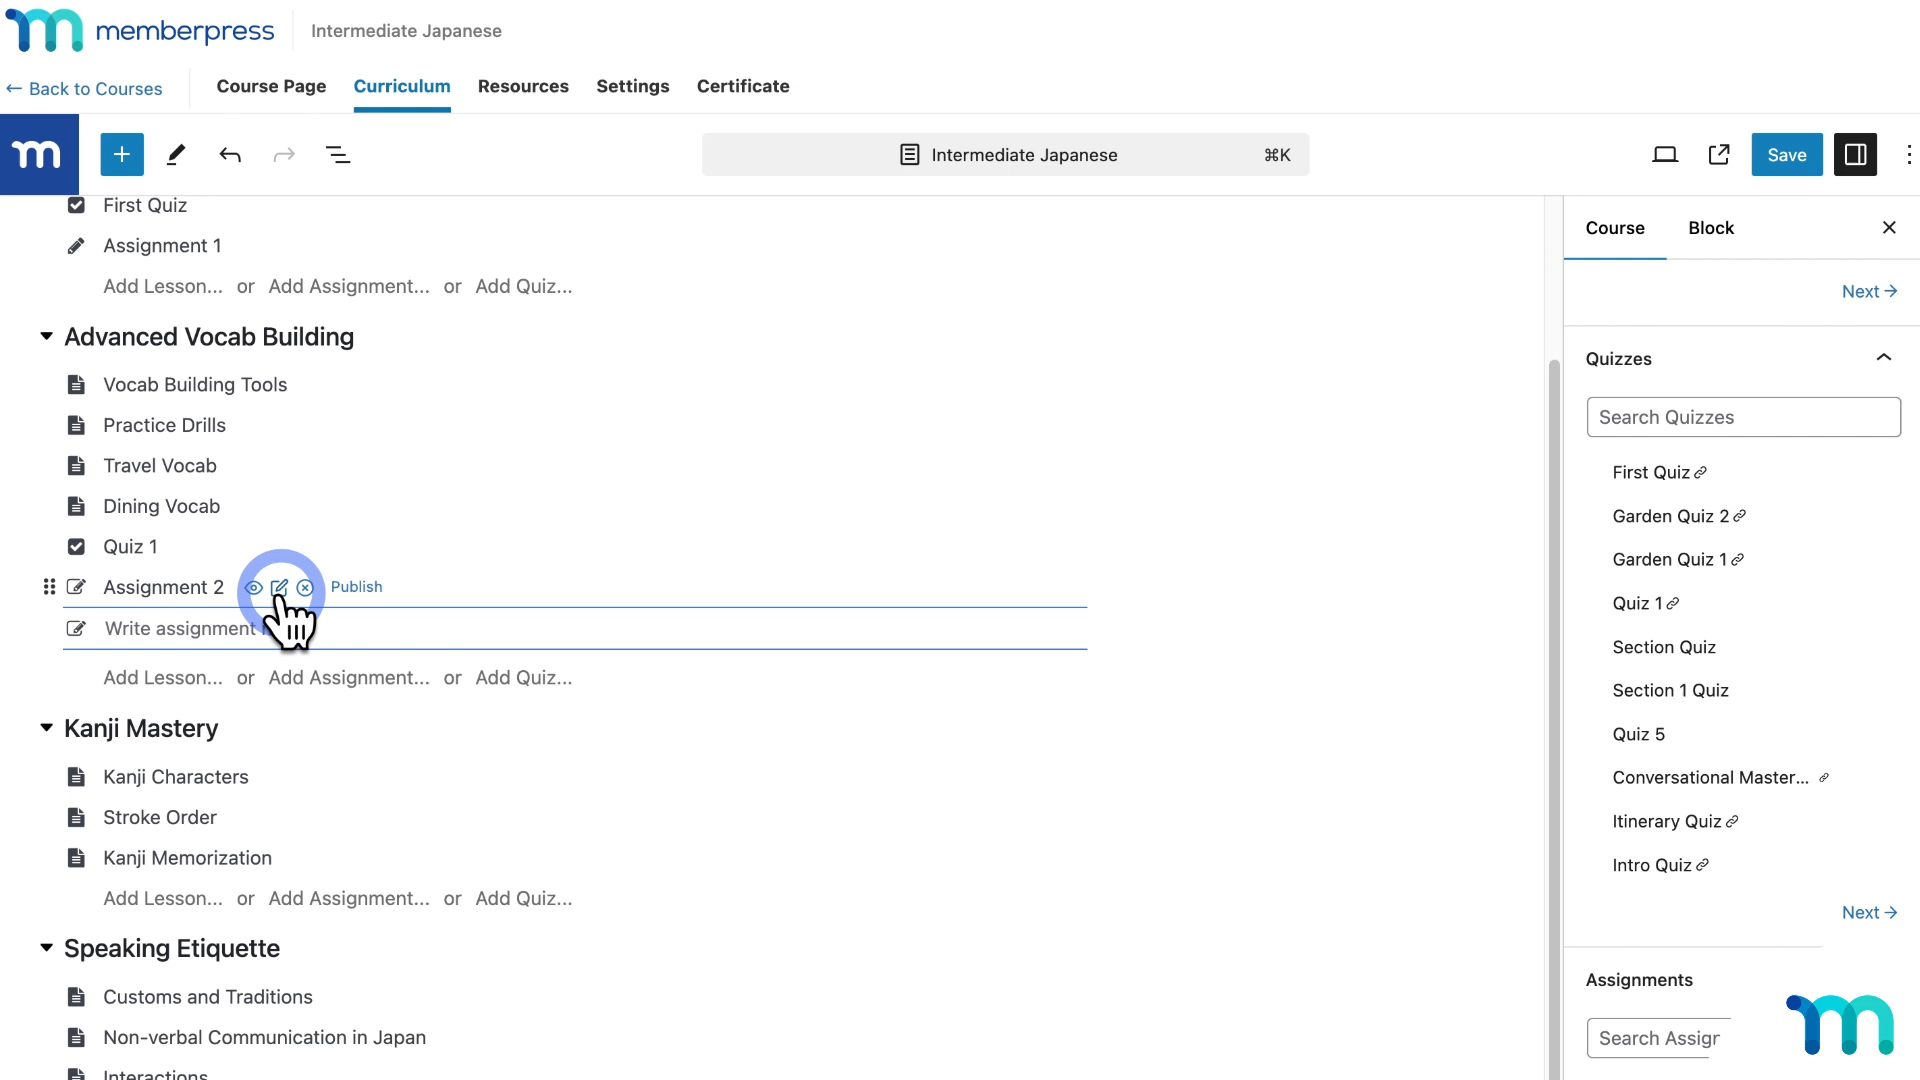 memberpress
Intermediate Japanese
← Back to Courses
Course Page
Curriculum
Resources
Settings
Certificate
Intermediate Japanese
⌘K
Save
First Quiz
Assignment 1
Add Lesson... or Add Assignment... or Add Quiz...
Advanced Vocab Building
Vocab Building Tools
Practice Drills
Travel Vocab
Dining Vocab
Quiz 1
Assignment 2
Publish
Write assignment
Add Lesson... or Add Assignment... or Add Quiz...
Kanji Mastery
Kanji Characters
Stroke Order
Kanji Memorization
Add Lesson... or Add Assignment... or Add Quiz...
Speaking Etiquette
Customs and Traditions
Non-verbal Communication in Japan
Interactions
Course
Block
Next →
Quizzes
Search Quizzes
First Quiz
Garden Quiz 2
Garden Quiz 1
Quiz 1
Section Quiz
Section 1 Quiz
Quiz 5
Conversational Master...
Itinerary Quiz
Intro Quiz
Next →
Assignments
Search Assigr